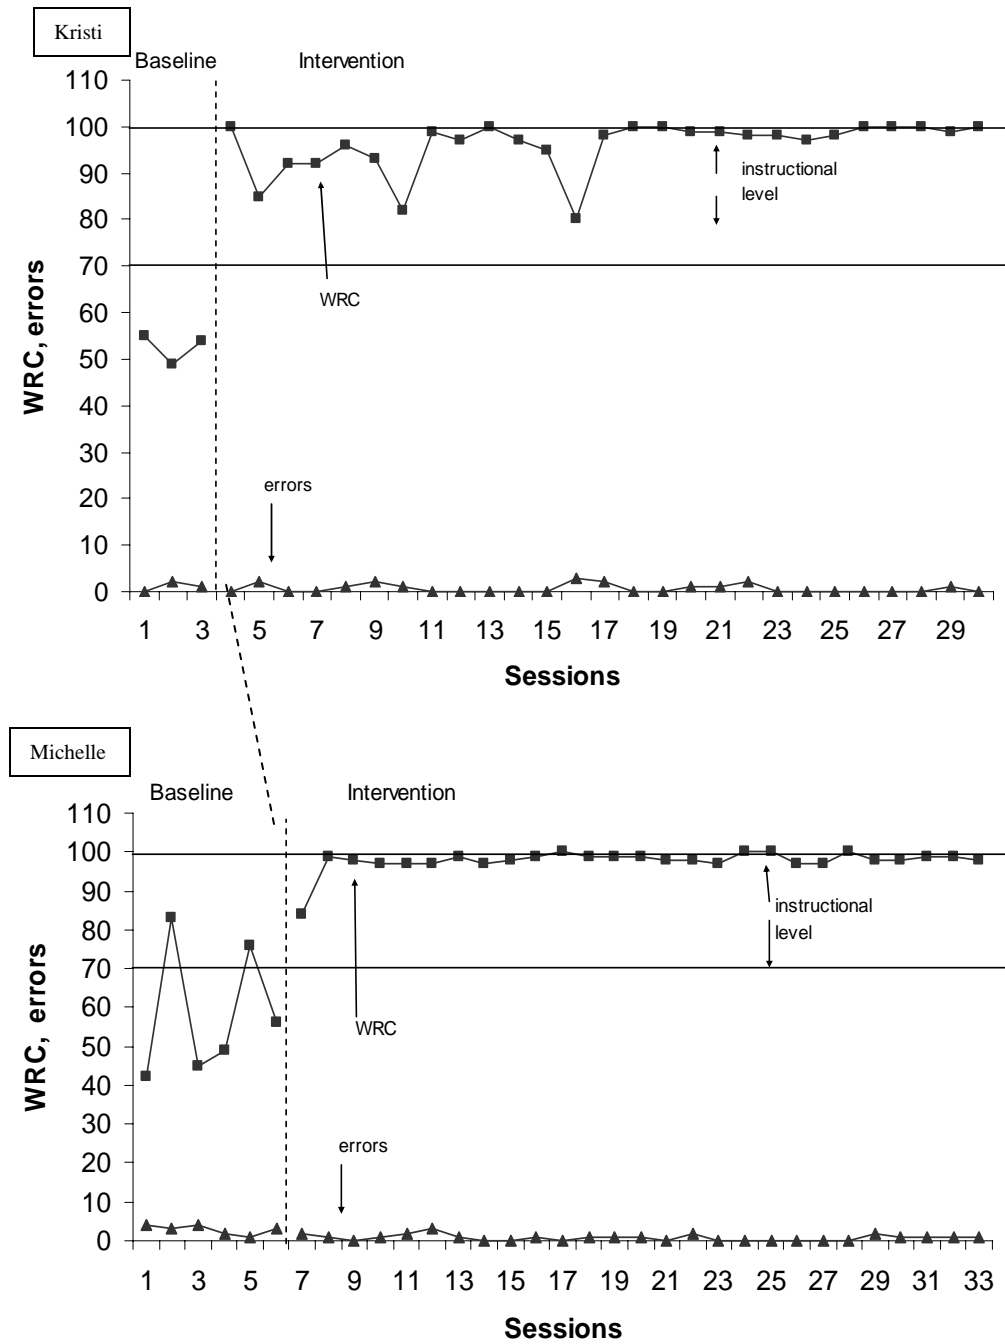 Kristi
Baseline Intervention
110
100
90
80
70
60
50
40
30
20
10
0
WRC, errors
instructional
level
WRC
errors
1 3 5 7 9 11 13 15 17 19 21 23 25 27 29
Sessions
Michelle
Baseline Intervention
110
100
90
80
70
60
50
40
30
20
10
0
WRC, errors
instructional
level
WRC
errors
1 3 5 7 9 11 13 15 17 19 21 23 25 27 29 31 33
Sessions